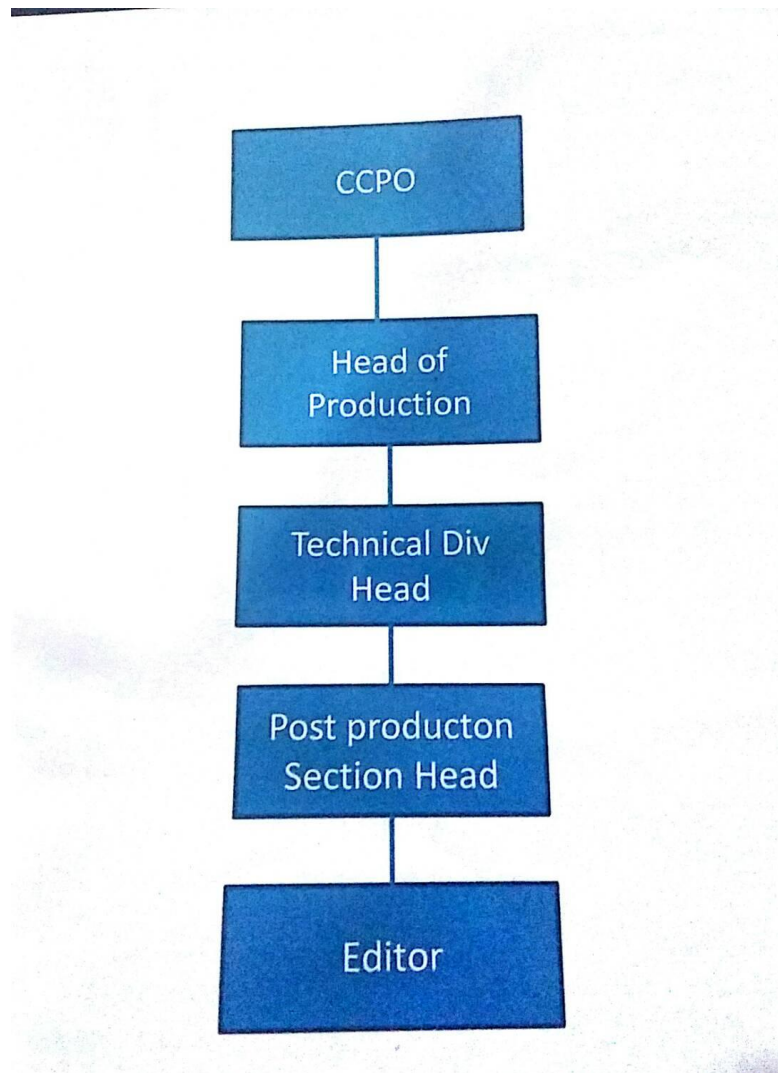 CCPO
Head of
Production
Technical Div
Head
Post producton
Section Head
Editor